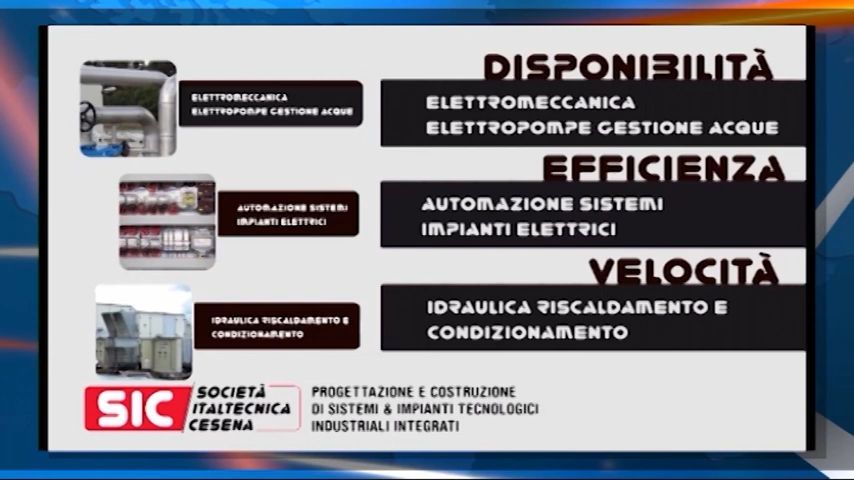 DISPONIBILITÀ
ELETTROMECCANICA
ELETTROPOMPE GESTIONE ACQUE
ELETTROMECCANICA
ELETTROPOMPE GESTIONE ACQUE
EFFICIENZA
AUTOMAZIONE SISTEMI
IMPIANTI ELETTRICI
AUTOMAZIONE SISTEMI
IMPIANTI ELETTRICI
VELOCITÀ
IDRAULICA RISCALDAMENTO E
CONDIZIONAMENTO
IDRAULICA RISCALDAMENTO E
CONDIZIONAMENTO
SIC
SOCIETÀ
ITALTECNICA
CESENA
PROGETTAZIONE E COSTRUZIONE
DI SISTEMI & IMPIANTI TECNOLOGICI
INDUSTRIALI INTEGRATI